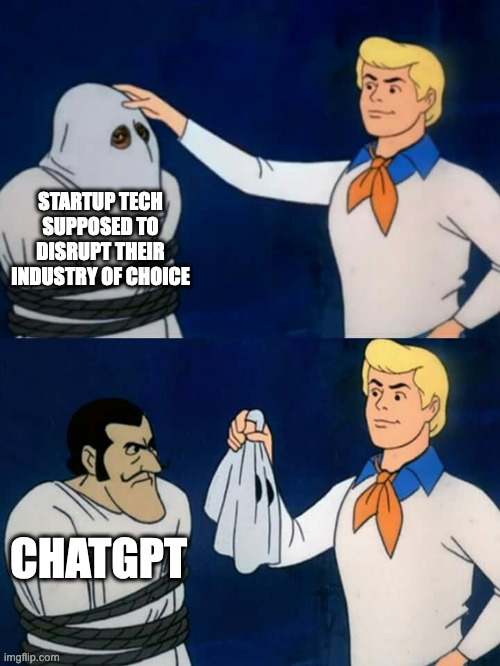 STARTUP TECH
SUPPOSED TO
DISRUPT THEIR
INDUSTRY OF CHOICE
CHATGPT
imgflip.com